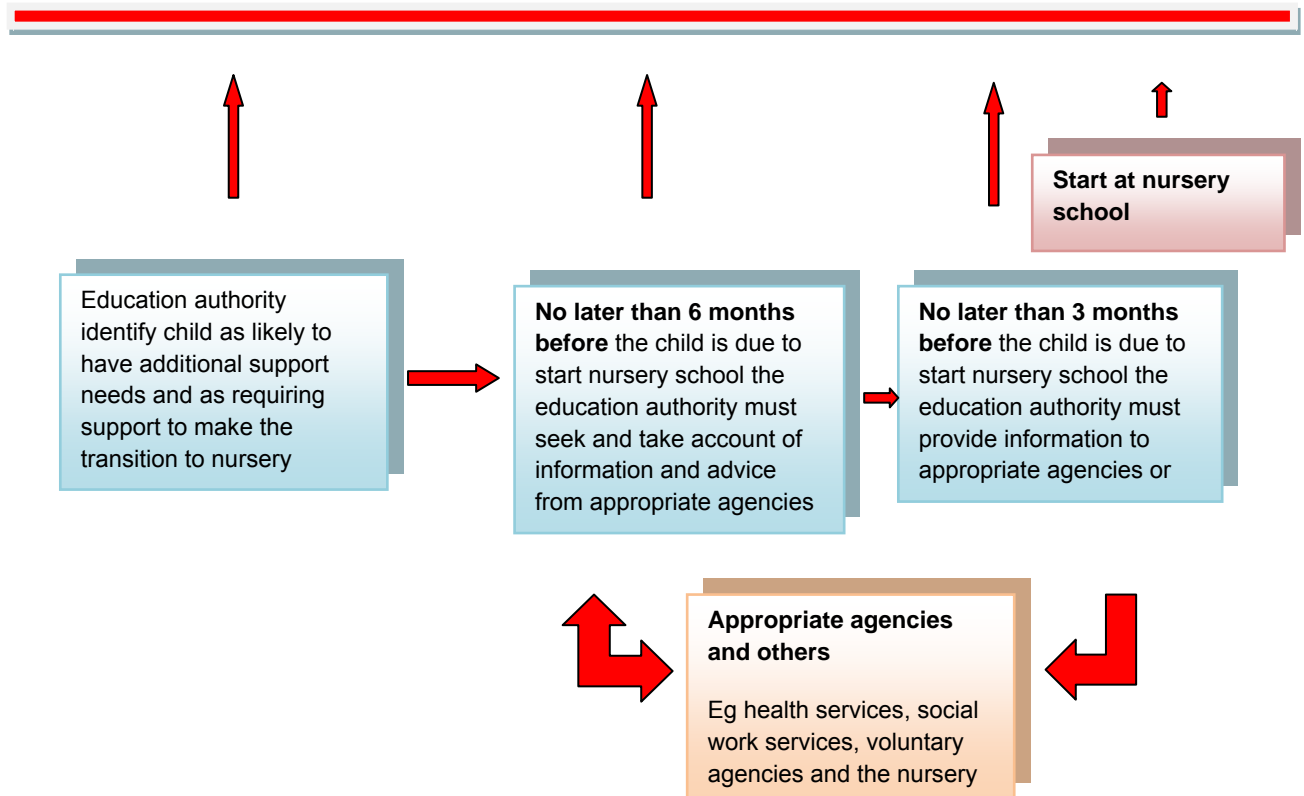 Start at nursery
school
Education authority
identify child as likely to
have additional support
needs and as requiring
support to make the
transition to nursery
No later than 6 months
before the child is due to
start nursery school the
education authority must
seek and take account of
information and advice
from appropriate agencies
No later than 3 months
before the child is due to
start nursery school the
education authority must
provide information to
appropriate agencies or
Appropriate agencies
and others
Eg health services, social
work services, voluntary
agencies and the nursery